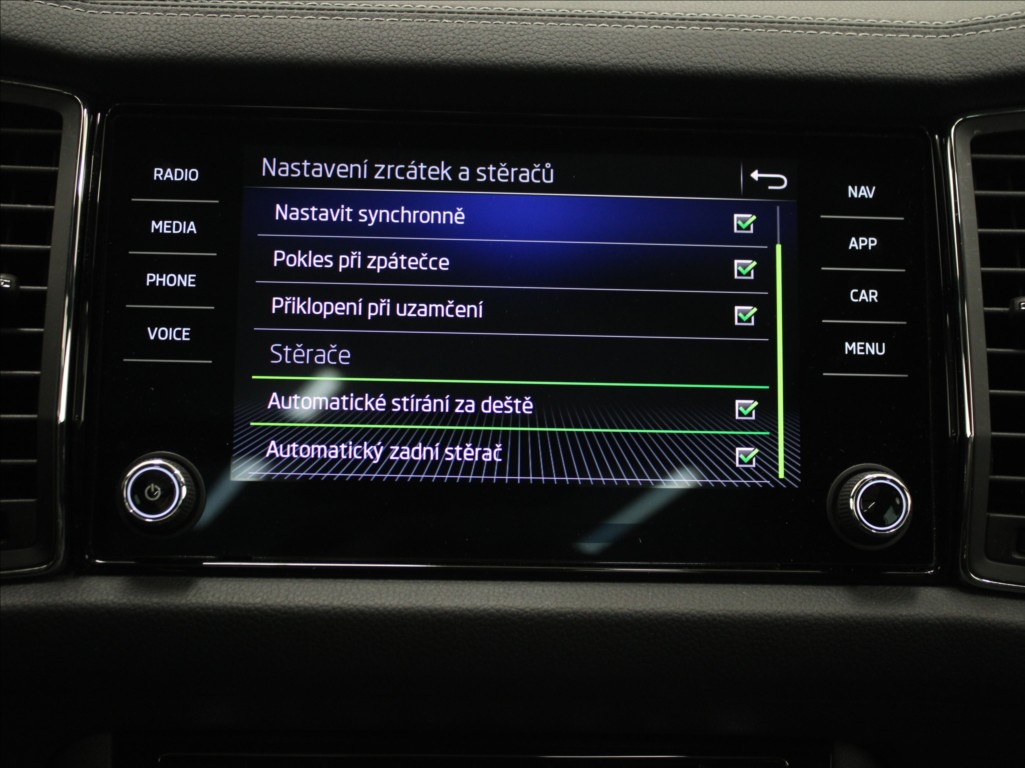 RADIO
MEDIA
PHONE
VOICE
Nastavení zrcátek a stěračů
Nastavit synchronně
Pokles při zpátečce
Přiklopení při uzamčení
Stěrače
Automatické stírání za deště
Automatický zadní stěrač
NAV
APP
CAR
MENU